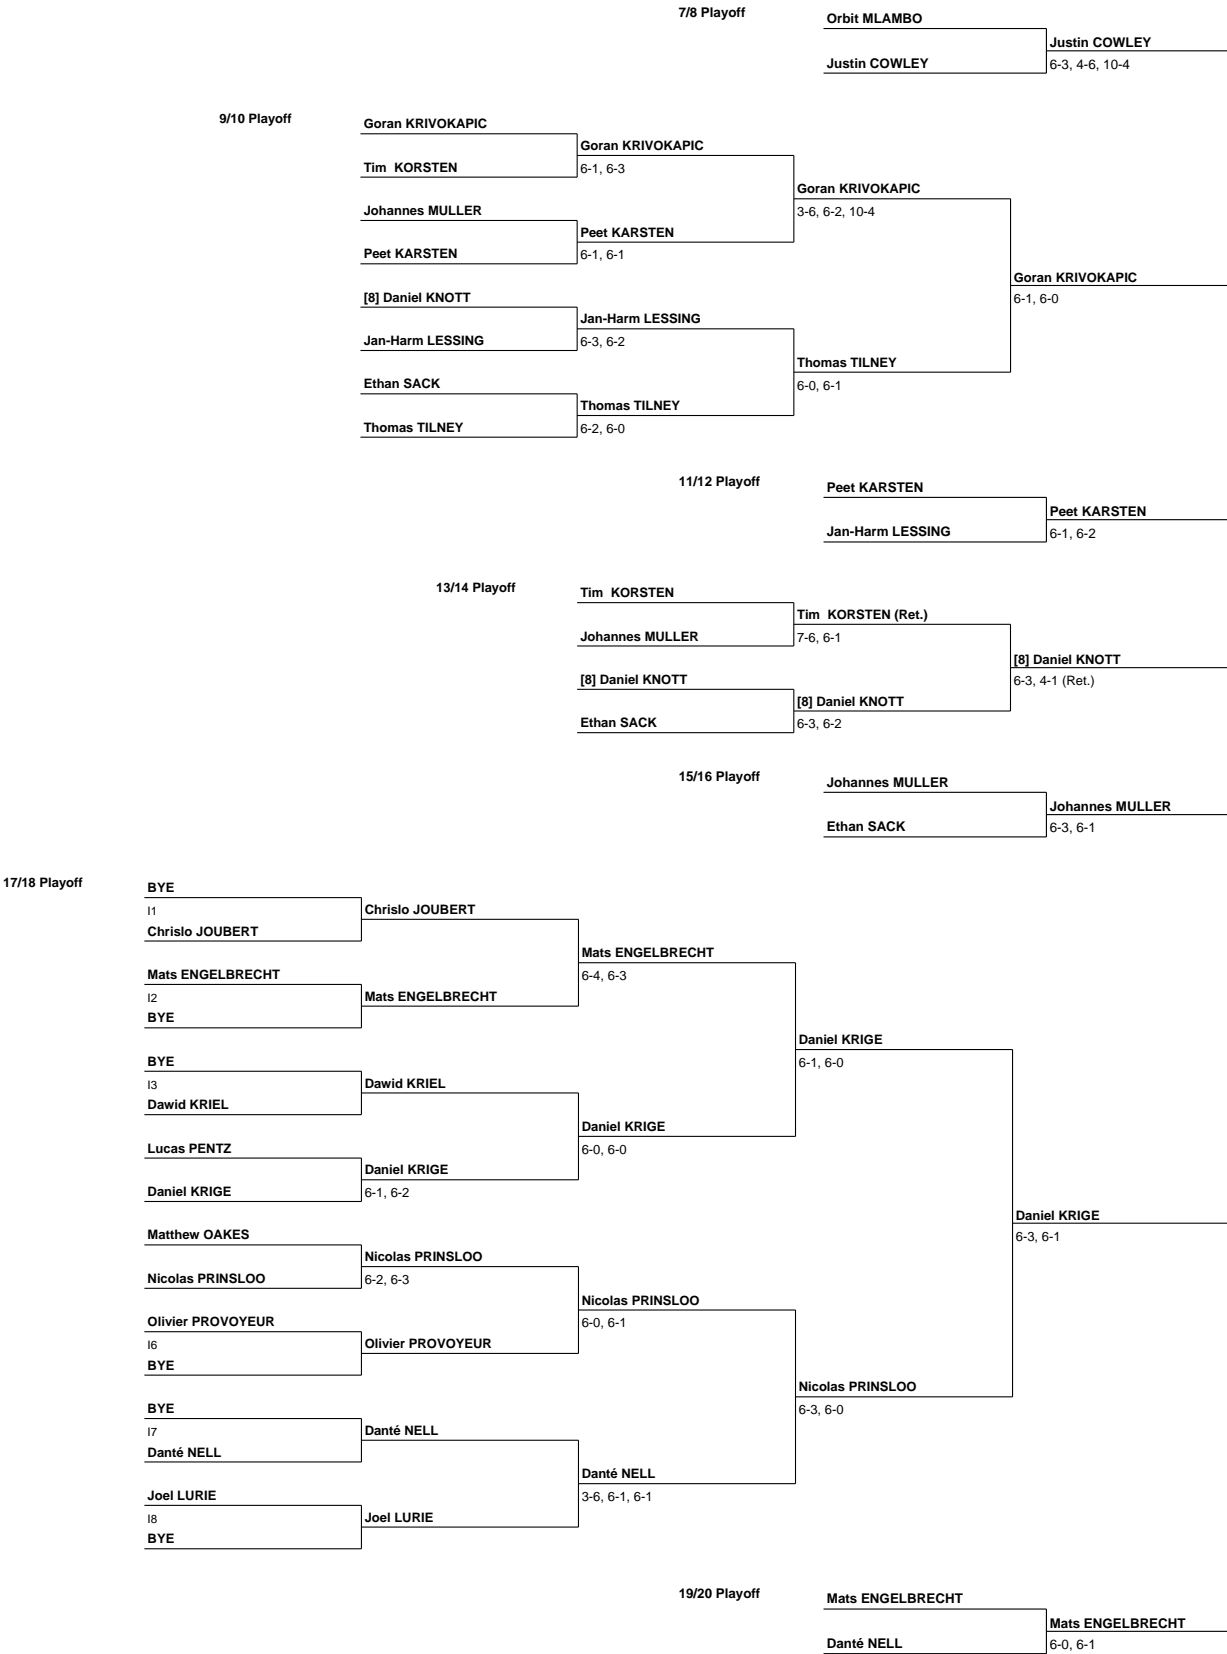 7/8 Playoff
Orbit MLAMBO
Justin COWLEY
Justin COWLEY
6-3, 4-6, 10-4
9/10 Playoff
Goran KRIVOKAPIC
Goran KRIVOKAPIC
Tim  KORSTEN
6-1, 6-3
Goran KRIVOKAPIC
Johannes MULLER
3-6, 6-2, 10-4
Peet KARSTEN
Peet KARSTEN
6-1, 6-1
Goran KRIVOKAPIC
[8] Daniel KNOTT
6-1, 6-0
Jan-Harm LESSING
Jan-Harm LESSING
6-3, 6-2
Thomas TILNEY
Ethan SACK
6-0, 6-1
Thomas TILNEY
Thomas TILNEY
6-2, 6-0
11/12 Playoff
Peet KARSTEN
Peet KARSTEN
Jan-Harm LESSING
6-1, 6-2
13/14 Playoff
Tim  KORSTEN
Tim  KORSTEN (Ret.)
Johannes MULLER
7-6, 6-1
[8] Daniel KNOTT
[8] Daniel KNOTT
6-3, 4-1 (Ret.)
[8] Daniel KNOTT
Ethan SACK
6-3, 6-2
15/16 Playoff
Johannes MULLER
Johannes MULLER
Ethan SACK
6-3, 6-1
17/18 Playoff
BYE
I1
Chrislo JOUBERT
Chrislo JOUBERT
Mats ENGELBRECHT
Mats ENGELBRECHT
6-4, 6-3
I2
Mats ENGELBRECHT
BYE
Daniel KRIGE
BYE
6-1, 6-0
I3
Dawid KRIEL
Dawid KRIEL
Daniel KRIGE
Lucas PENTZ
6-0, 6-0
Daniel KRIGE
Daniel KRIGE
6-1, 6-2
Daniel KRIGE
Matthew OAKES
6-3, 6-1
Nicolas PRINSLOO
Nicolas PRINSLOO
6-2, 6-3
Nicolas PRINSLOO
Olivier PROVOYEUR
6-0, 6-1
I6
Olivier PROVOYEUR
BYE
Nicolas PRINSLOO
BYE
6-3, 6-0
I7
Danté NELL
Danté NELL
Danté NELL
Joel LURIE
3-6, 6-1, 6-1
I8
Joel LURIE
BYE
19/20 Playoff
Mats ENGELBRECHT
Mats ENGELBRECHT
Danté NELL
6-0, 6-1